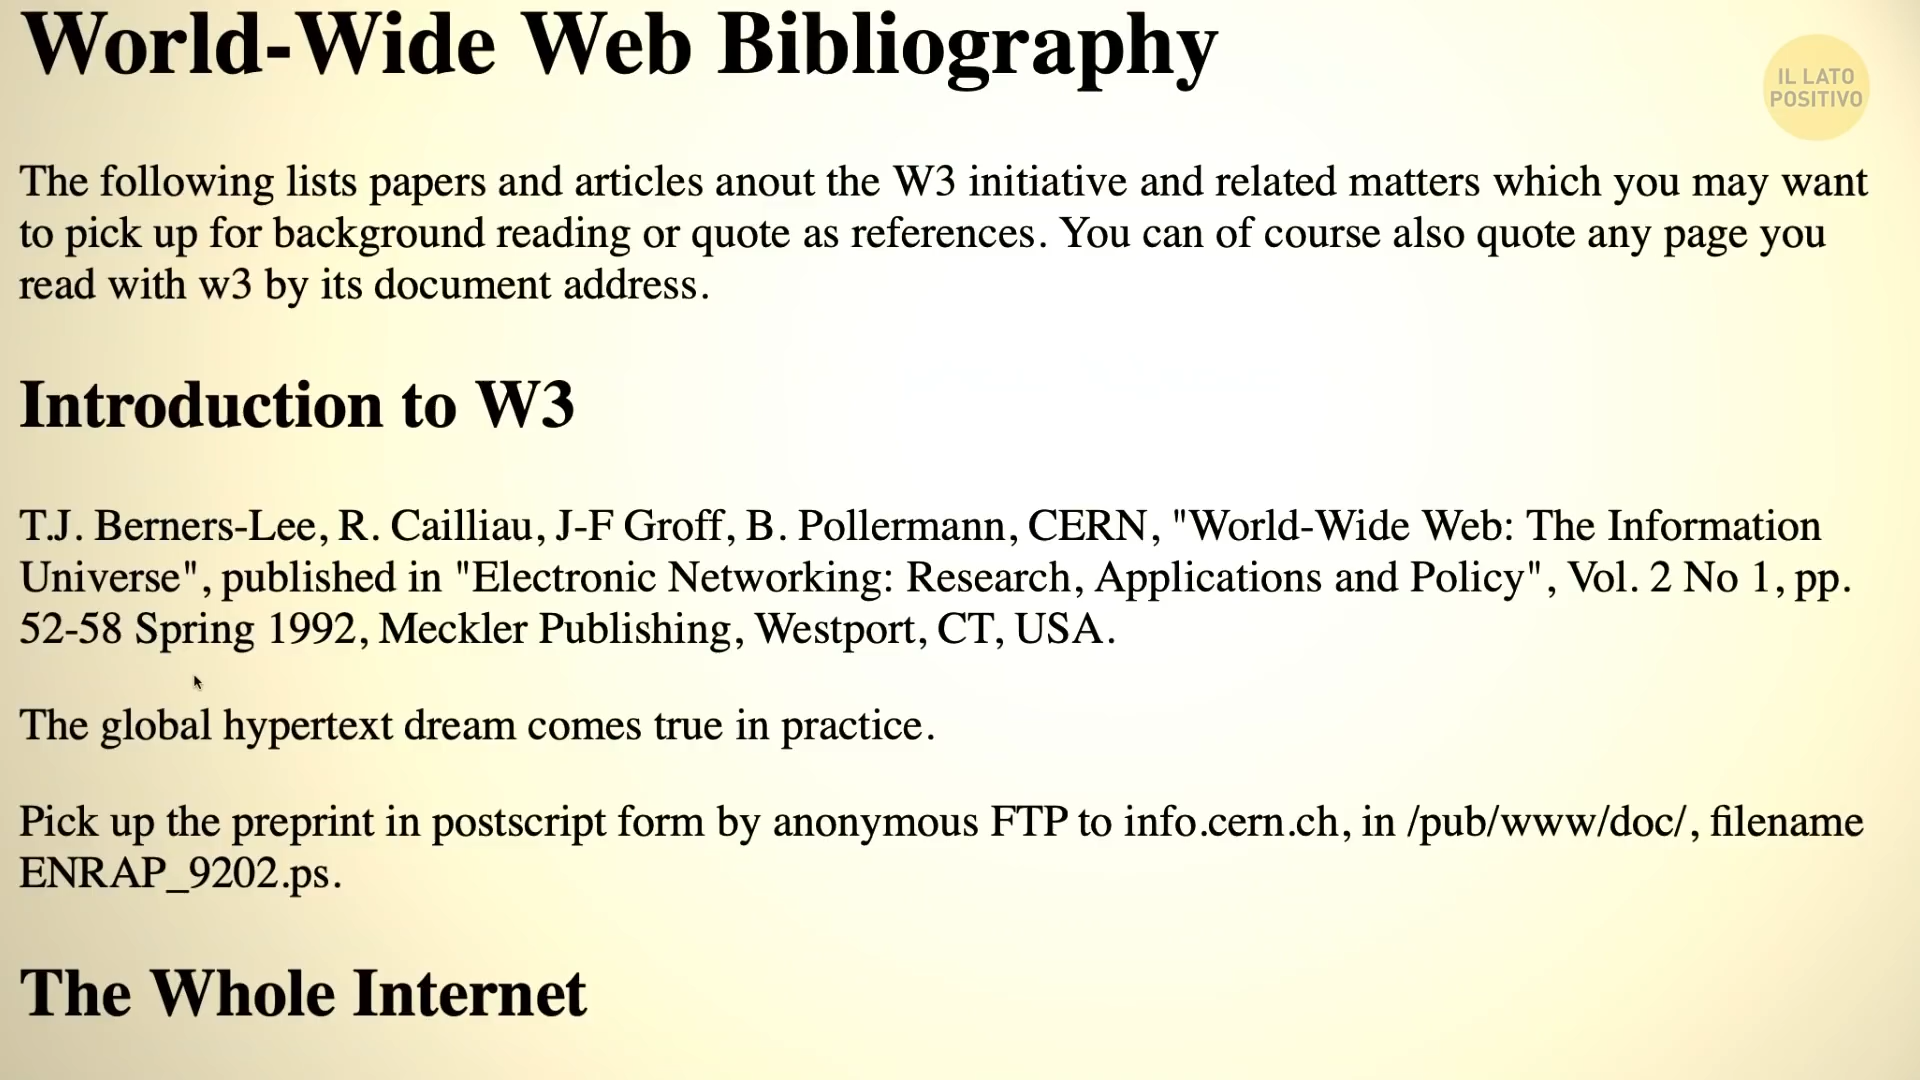 World-Wide Web Bibliography
IL LATO
POSITIVO
The following lists papers and articles anout the W3 initiative and related matters which you may want
to pick up for background reading or quote as references. You can of course also quote any page you
read with w3 by its document address.
Introduction to W3
T.J. Berners-Lee, R. Cailliau, J-F Groff, B. Pollermann, CERN, "World-Wide Web: The Information
Universe", published in "Electronic Networking: Research, Applications and Policy", Vol. 2 No 1, pp.
52-58 Spring 1992, Meckler Publishing, Westport, CT, USA.
The global hypertext dream comes true in practice.
Pick up the preprint in postscript form by anonymous FTP to info.cern.ch, in /pub/www/doc/, filename
ENRAP_9202.ps.
The Whole Internet